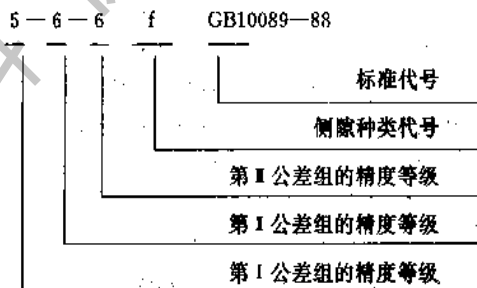 5—6—6 f GB10089—88
标准代号
侧隙种类代号
第Ⅲ公差组的精度等级
第Ⅱ公差组的精度等级
第Ⅰ公差组的精度等级